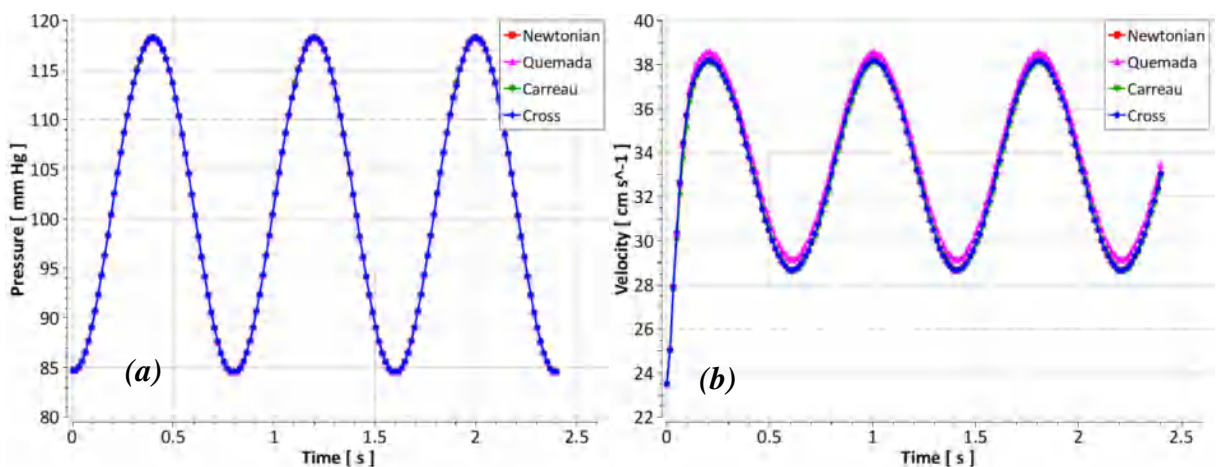 120
115
110
105
100
95
90
85
80
Pressure [ mm Hg ]
0
0.5
1
1.5
2
2.5
Time [ s ]
Newtonian
Quemada
Carreau
Cross
(a)
40
38
36
34
32
30
28
26
24
22
Velocity [ cm s^-1 ]
0
0.5
1
1.5
2
2.5
Time [ s ]
Newtonian
Quemada
Carreau
Cross
(b)